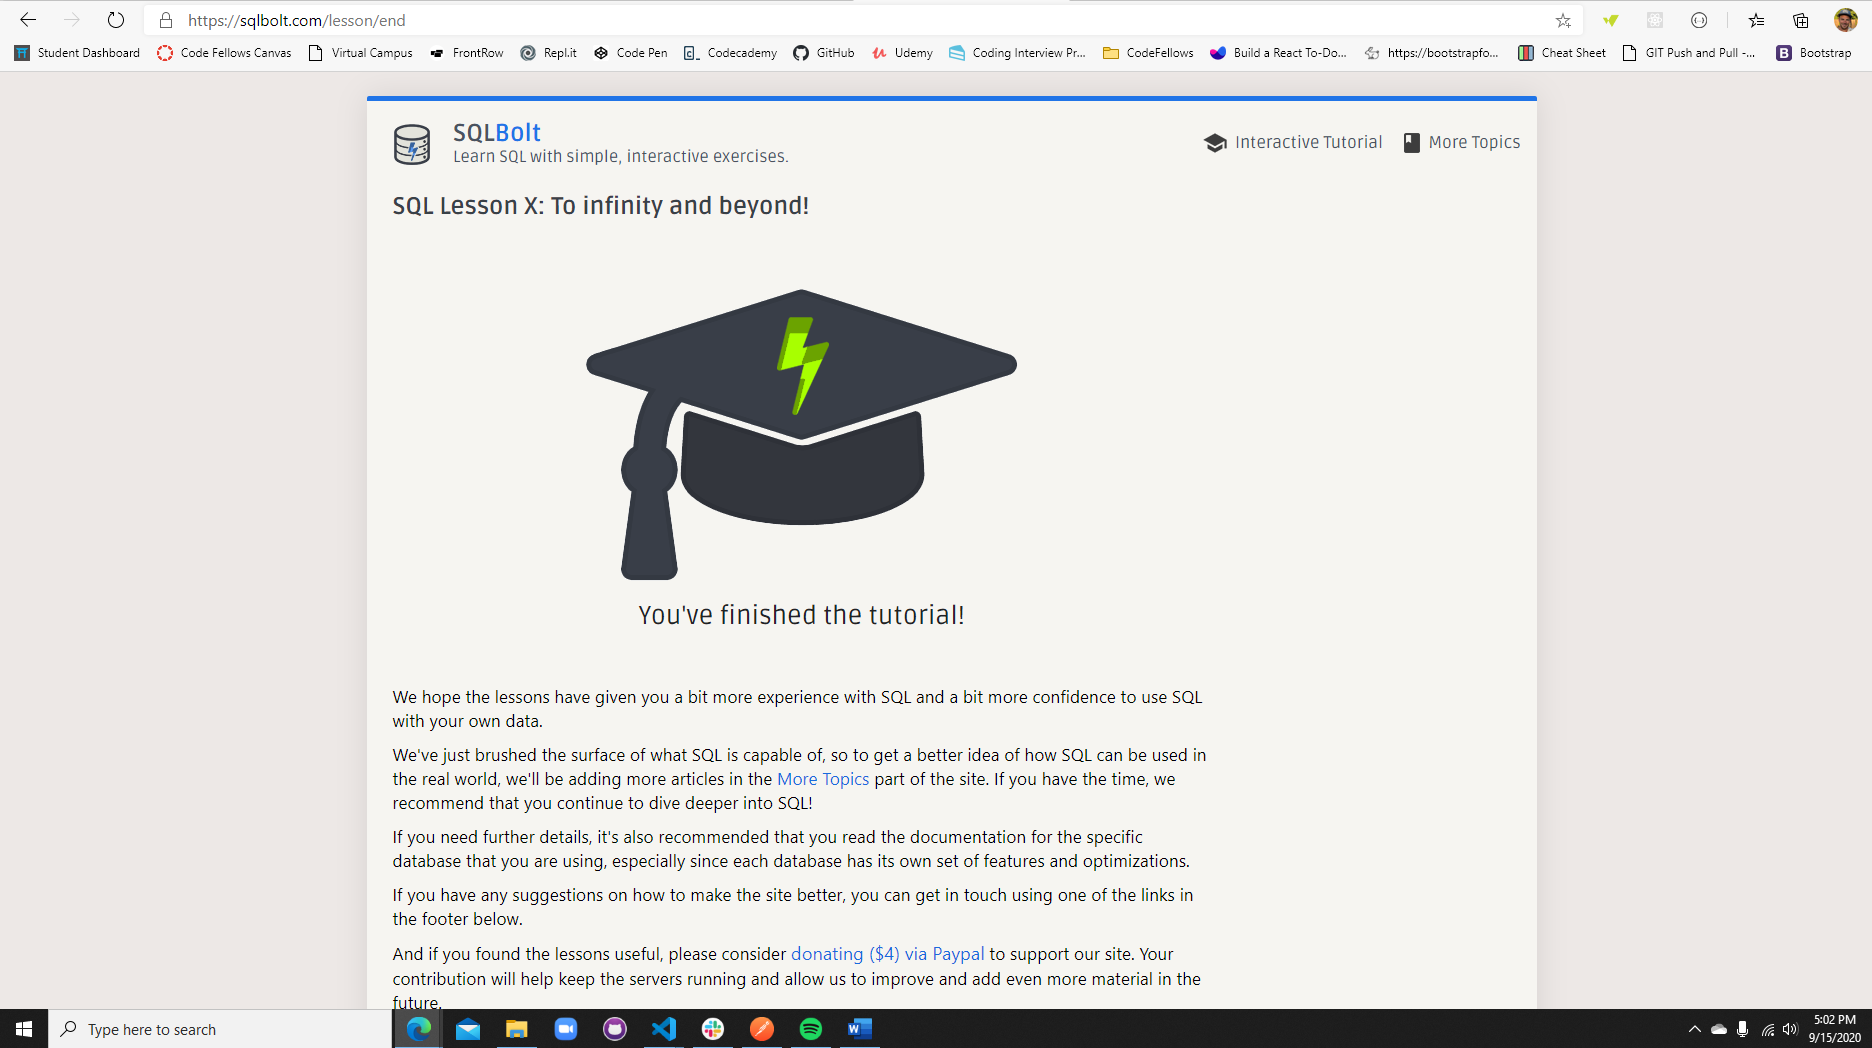 https://sqlbolt.com/lesson/end
Student Dashboard Code Fellows Canvas Virtual Campus FrontRow Repl.it Code Pen Codecademy GitHub Udemy Coding Interview Pr... CodeFellows Build a React To-Do... https://bootstrapfo... Cheat Sheet GIT Push and Pull -... B Bootstrap
SQLBolt
Learn SQL with simple, interactive exercises.
Interactive Tutorial More Topics
SQL Lesson X: To infinity and beyond!
You've finished the tutorial!
We hope the lessons have given you a bit more experience with SQL and a bit more confidence to use SQL
with your own data.
We've just brushed the surface of what SQL is capable of, so to get a better idea of how SQL can be used in
the real world, we'll be adding more articles in the More Topics part of the site. If you have the time, we
recommend that you continue to dive deeper into SQL!
If you need further details, it's also recommended that you read the documentation for the specific
database that you are using, especially since each database has its own set of features and optimizations.
If you have any suggestions on how to make the site better, you can get in touch using one of the links in
the footer below.
And if you found the lessons useful, please consider donating ($4) via Paypal to support our site. Your
contribution will help keep the servers running and allow us to improve and add even more material in the
future.
Type here to search
5:02 PM
9/15/2020